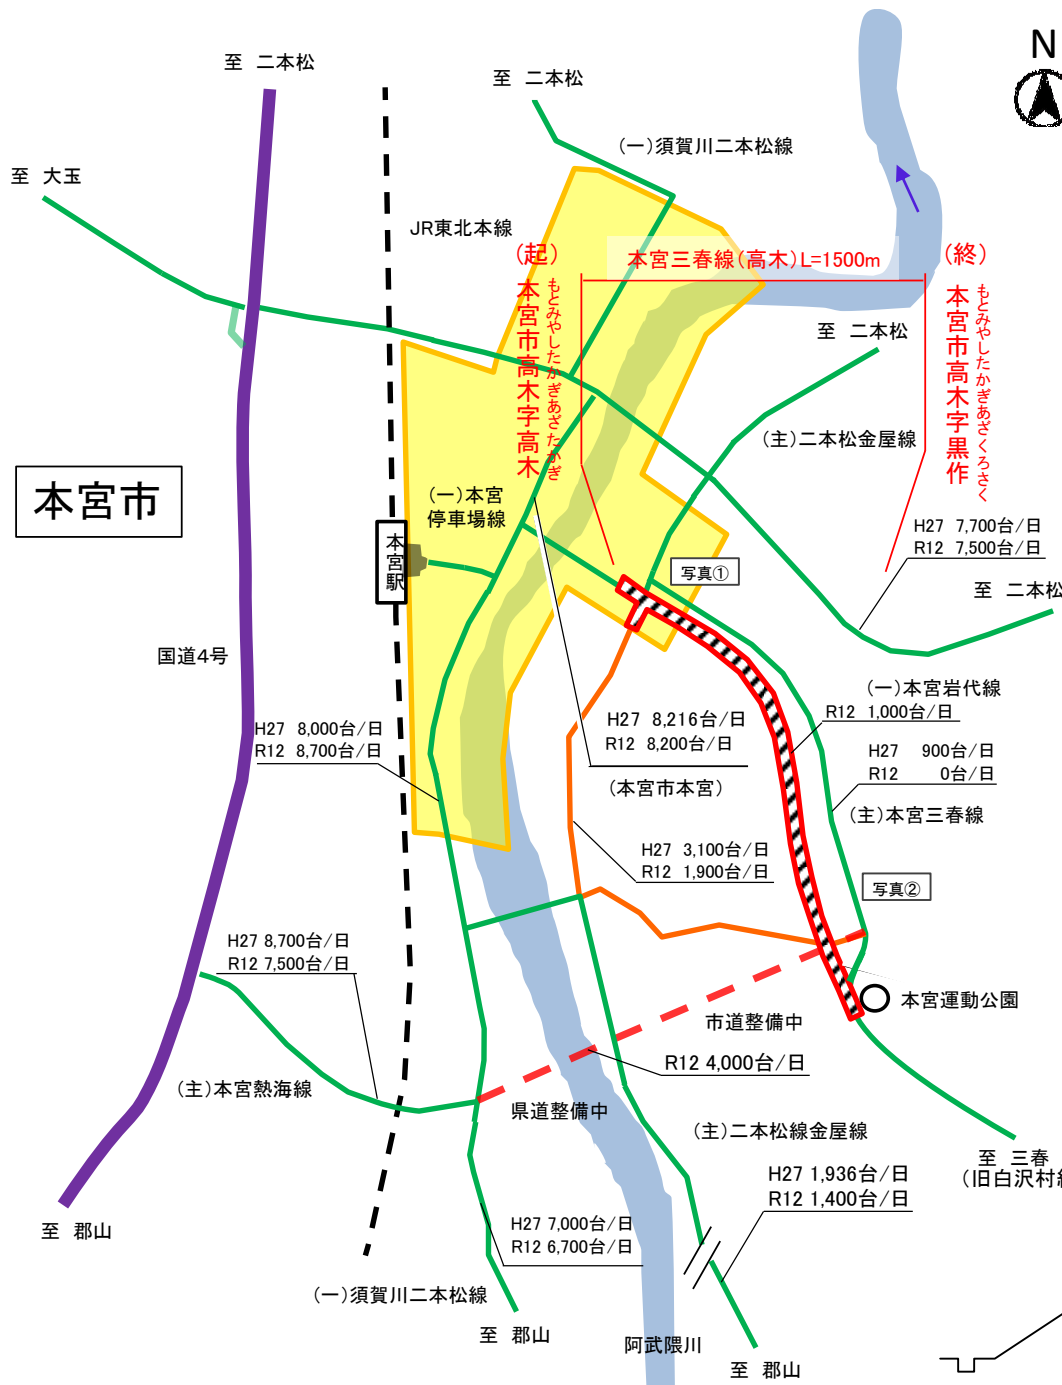 至 二本松
至 二本松
N
(一)須賀川二本松線
至 大玉
JR東北本線
(起)
本宮三春線(高木)L=1500m
(終)
本宮市高木字高木
もとみやしたかぎあざたかぎ
本宮市高木字黒作
もとみやしたかぎあざくろさく
至 二本松
(主)二本松金屋線
本宮市
(一)本宮
停車場線
H27 7,700台/日
R12 7,500台/日
本宮駅
写真①
至 二本松
国道4号
(一)本宮岩代線
R12 1,000台/日
H27 8,000台/日
R12 8,700台/日
H27 8,216台/日
R12 8,200台/日
H27 900台/日
R12 0台/日
(本宮市本宮)
(主)本宮三春線
H27 3,100台/日
R12 1,900台/日
写真②
H27 8,700台/日
R12 7,500台/日
本宮運動公園
市道整備中
R12 4,000台/日
(主)本宮熱海線
県道整備中
(主)二本松線金屋線
至 三春
(旧白沢村
H27 1,936台/日
R12 1,400台/日
至 郡山
H27 7,000台/日
R12 6,700台/日
(一)須賀川二本松線
至 郡山
阿武隈川
至 郡山